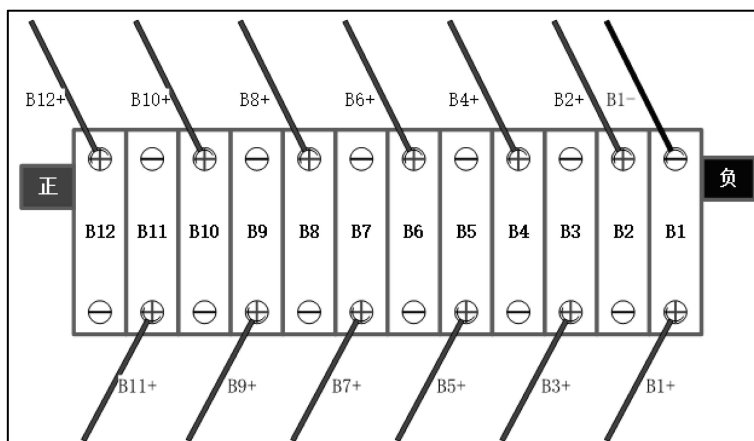 B12+ B10+ B8+ B6+ B4+ B2+ B1-
正 负
B12 B11 B10 B9 B8 B7 B6 B5 B4 B3 B2 B1
B11+ B9+ B7+ B5+ B3+ B1+